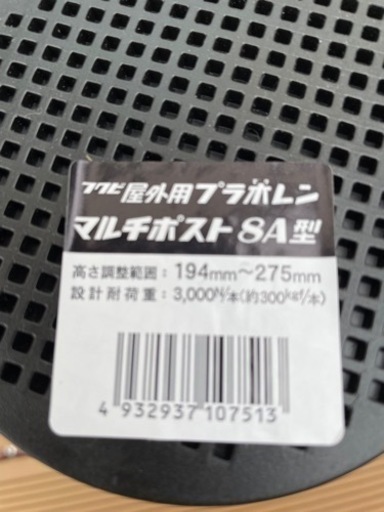 フクビ屋外用プラ木レン
マルチポスト8A型
高さ調整範囲：194mm〜275mm
設計耐荷重：3,000N/本(約300kgf/本)
4 932937 107513